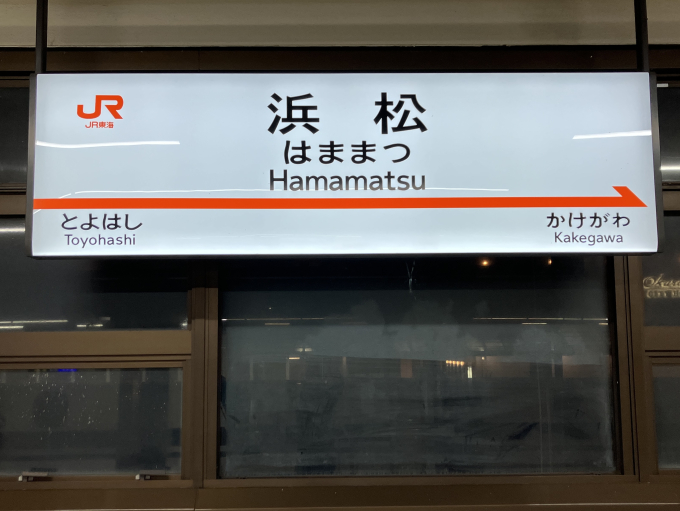 JR
JR東海
浜 松
はままつ
Hamamatsu
とよはし
Toyohashi
かけがわ
Kakegawa